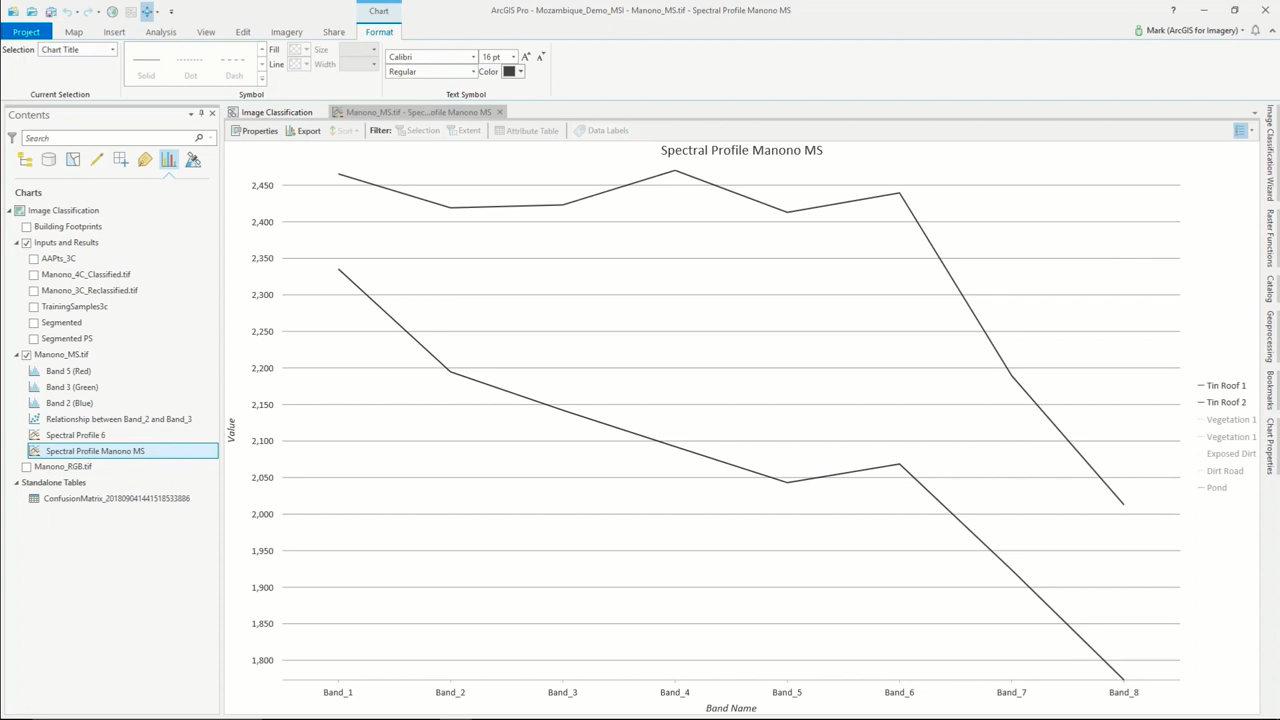 Chart
ArcGIS Pro - Mozambique_Demo_MSI - Manono_MS.tif - Spectral Profile Manono MS
?
Project Map Insert Analysis View Edit Imagery Share Format
Mark (ArcGIS for Imagery)
Selection Chart Title
Solid Dot Dash
Fill Size
Line Width
Calibri 16 pt
Regular Color
Current Selection Symbol Text Symbol
Contents
Search
Charts
Image Classification
Building Footprints
Inputs and Results
AAPts_3C
Manono_4C_Classified.tif
Manono_3C_Reclassified.tif
TrainingSamples3c
Segmented
Segmented PS
Manono_MS.tif
Band 5 (Red)
Band 3 (Green)
Band 2 (Blue)
Relationship between Band_2 and Band_3
Spectral Profile 6
Spectral Profile Manono MS
Manono_RGB.tif
Standalone Tables
ConfusionMatrix_201809041441518533886
Image Classification Manono_MS.tif - Spec...ofile Manono MS
Properties Export Sort Filter: Selection Extent Attribute Table Data Labels
Spectral Profile Manono MS
2,450
2,400
2,350
2,300
2,250
2,200
2,150
2,100
2,050
2,000
1,950
1,900
1,850
1,800
Value
Band_1 Band_2 Band_3 Band_4 Band_5 Band_6 Band_7 Band_8
Band Name
Tin Roof 1
Tin Roof 2
Vegetation 1
Vegetation 1
Exposed Dirt
Dirt Road
Pond
Image Classification Wizard
Raster Functions
Catalog
Geoprocessing
Bookmarks
Chart Properties